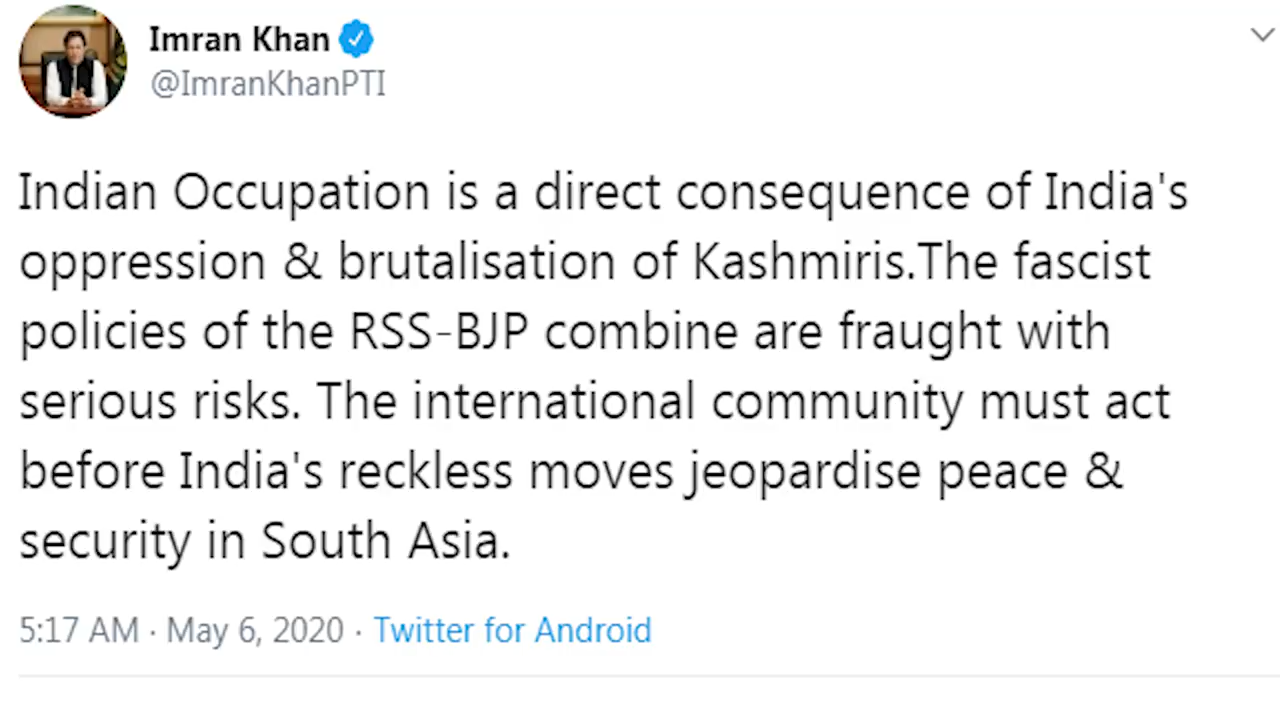 Imran Khan
@ImranKhanPTI
Indian Occupation is a direct consequence of India's
oppression & brutalisation of Kashmiris.The fascist
policies of the RSS-BJP combine are fraught with
serious risks. The international community must act
before India's reckless moves jeopardise peace &
security in South Asia.
5:17 AM · May 6, 2020 · Twitter for Android